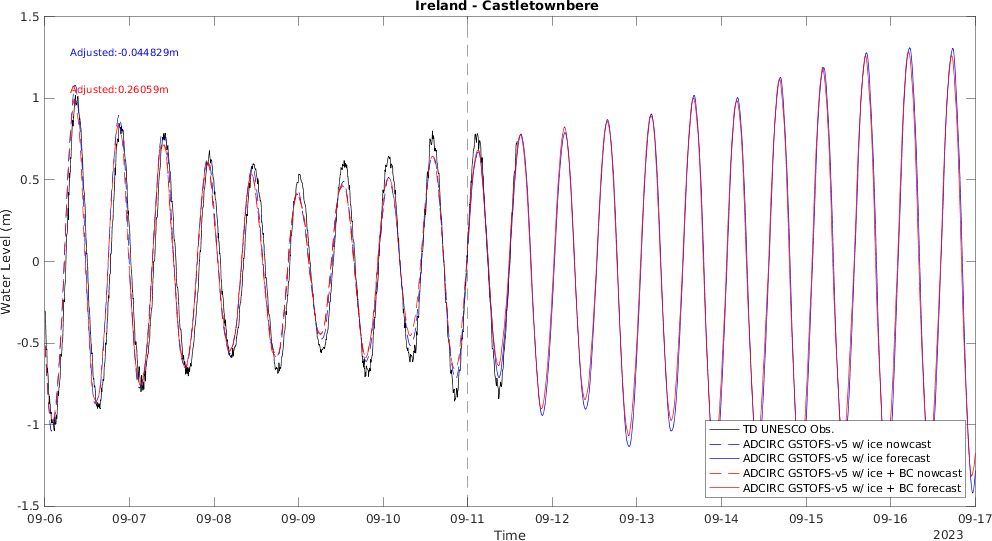 Ireland - Castletownbere
Adjusted:-0.044829m
Adjusted:0.26059m
Water Level (m)
1.5
1
0.5
0
-0.5
-1
-1.5
TD UNESCO Obs.
ADCIRC GSTOFS-v5 w/ ice nowcast
ADCIRC GSTOFS-v5 w/ ice forecast
ADCIRC GSTOFS-v5 w/ ice + BC nowcast
ADCIRC GSTOFS-v5 w/ ice + BC forecast
09-06 09-07 09-08 09-09 09-10 09-11 09-12 09-13 09-14 09-15 09-16 09-17
Time
2023